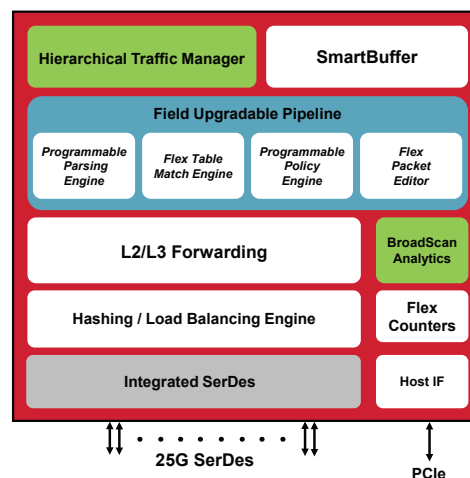 Hierarchical Traffic Manager
SmartBuffer
Field Upgradable Pipeline
Programmable
Parsing
Engine
Flex Table
Match Engine
Programmable
Policy
Engine
Flex
Packet
Editor
L2/L3 Forwarding
BroadScan
Analytics
Hashing / Load Balancing Engine
Flex
Counters
Integrated SerDes
Host IF
25G SerDes
PCIe